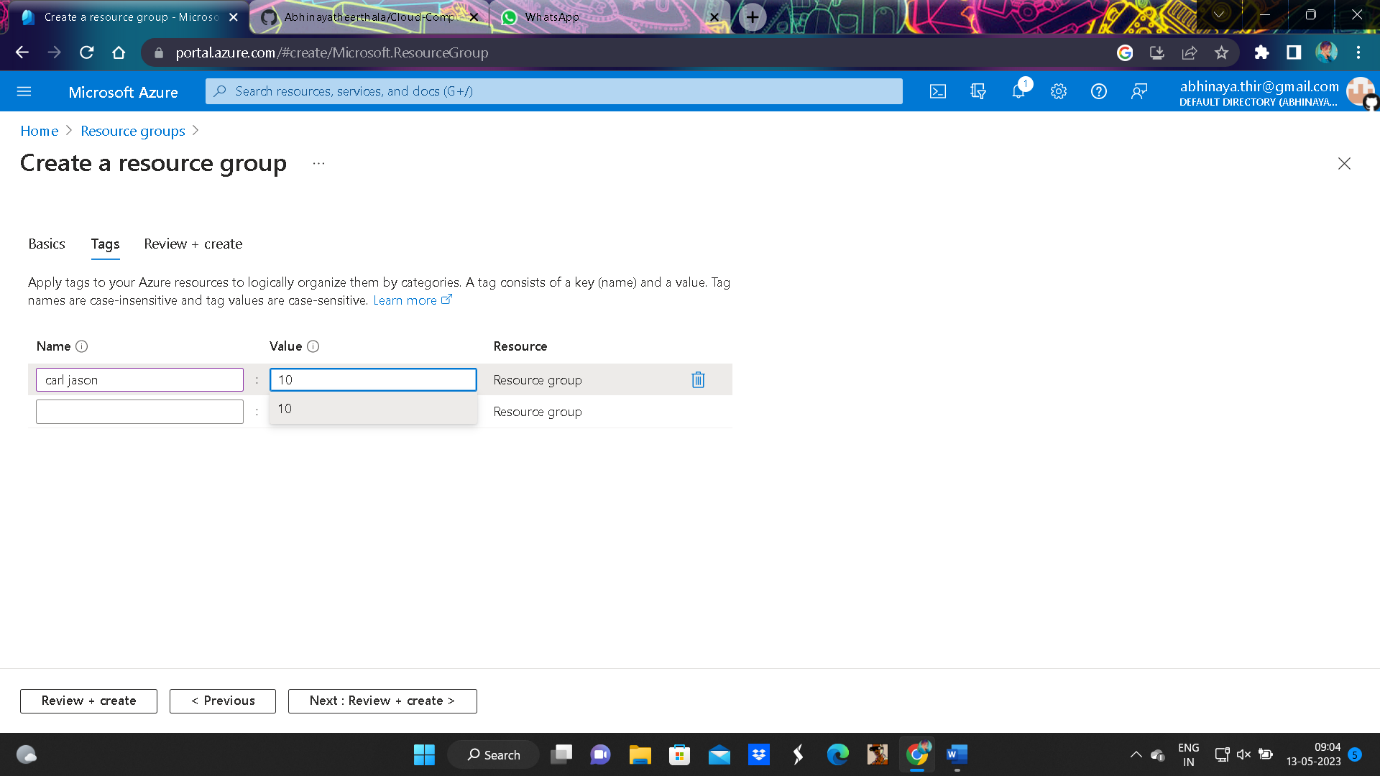 Create a resource group - Microso
Abhinayatheerthala/Cloud-Comp
WhatsApp
portal.azure.com/#create/Microsoft.ResourceGroup
Microsoft Azure
Search resources, services, and docs (G+/)
1
abhinaya.thir@gmail.com
DEFAULT DIRECTORY (ABHINAYA...
Home > Resource groups >
Create a resource group ...
Basics Tags Review + create
Apply tags to your Azure resources to logically organize them by categories. A tag consists of a key (name) and a value. Tag
names are case-insensitive and tag values are case-sensitive. Learn more
Name Value Resource
carl jason : 10 Resource group
10
: Resource group
Review + create < Previous Next : Review + create >
Search
ENG
IN
09:04
13-05-2023
5